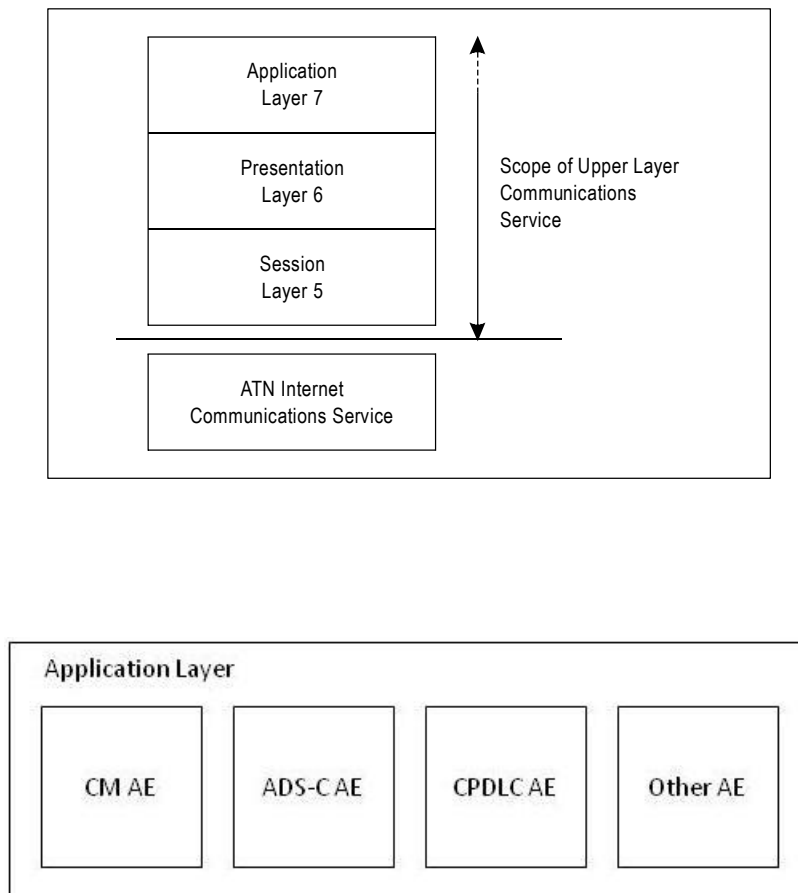 Application
Layer 7
Presentation
Layer 6
Scope of Upper Layer
Communications
Service
Session
Layer 5
ATN Internet
Communications Service
Application Layer
CM AE
ADS-C AE
CPDLC AE
Other AE